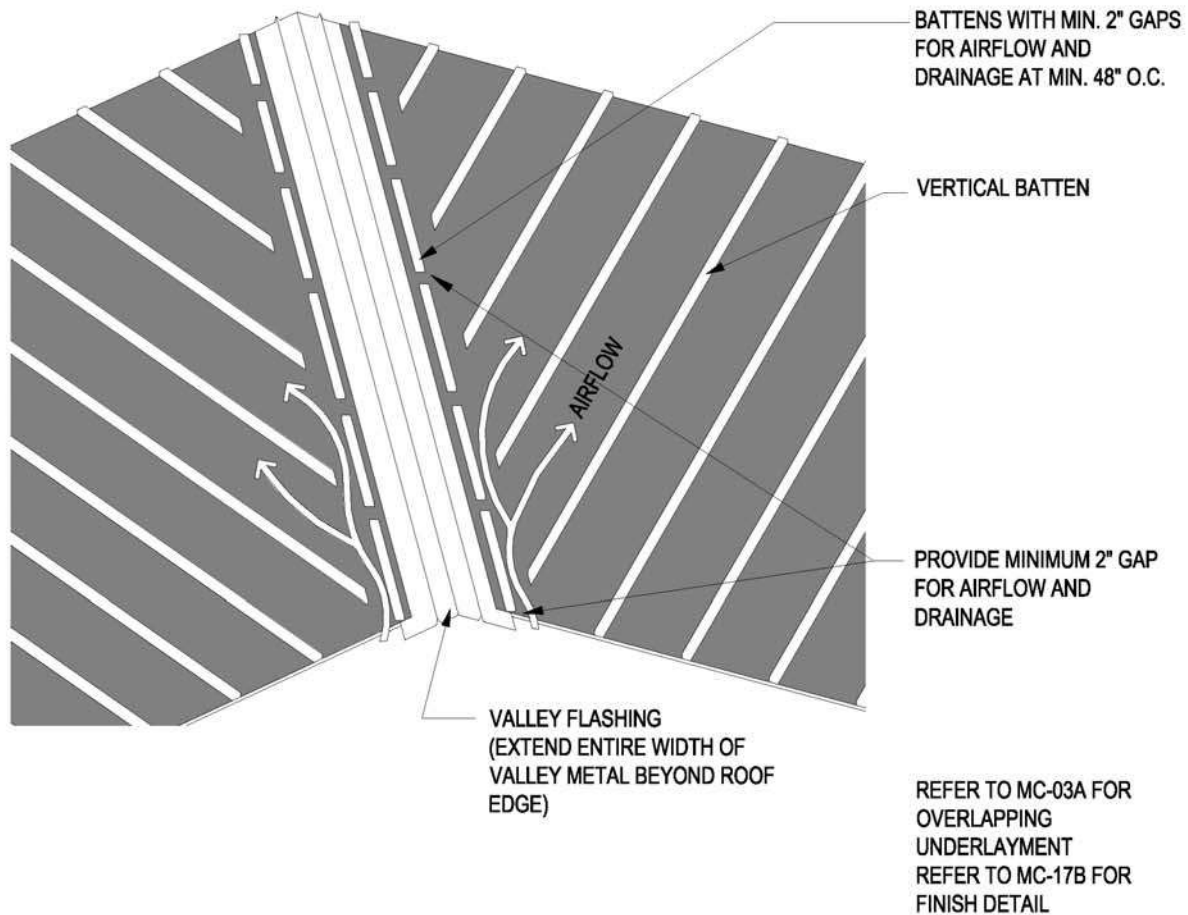 BATTENS WITH MIN. 2" GAPS
FOR AIRFLOW AND
DRAINAGE AT MIN. 48" O.C.
VERTICAL BATTEN
AIRFLOW
PROVIDE MINIMUM 2" GAP
FOR AIRFLOW AND
DRAINAGE
VALLEY FLASHING
(EXTEND ENTIRE WIDTH OF
VALLEY METAL BEYOND ROOF
EDGE)
REFER TO MC-03A FOR
OVERLAPPING
UNDERLAYMENT
REFER TO MC-17B FOR
FINISH DETAIL